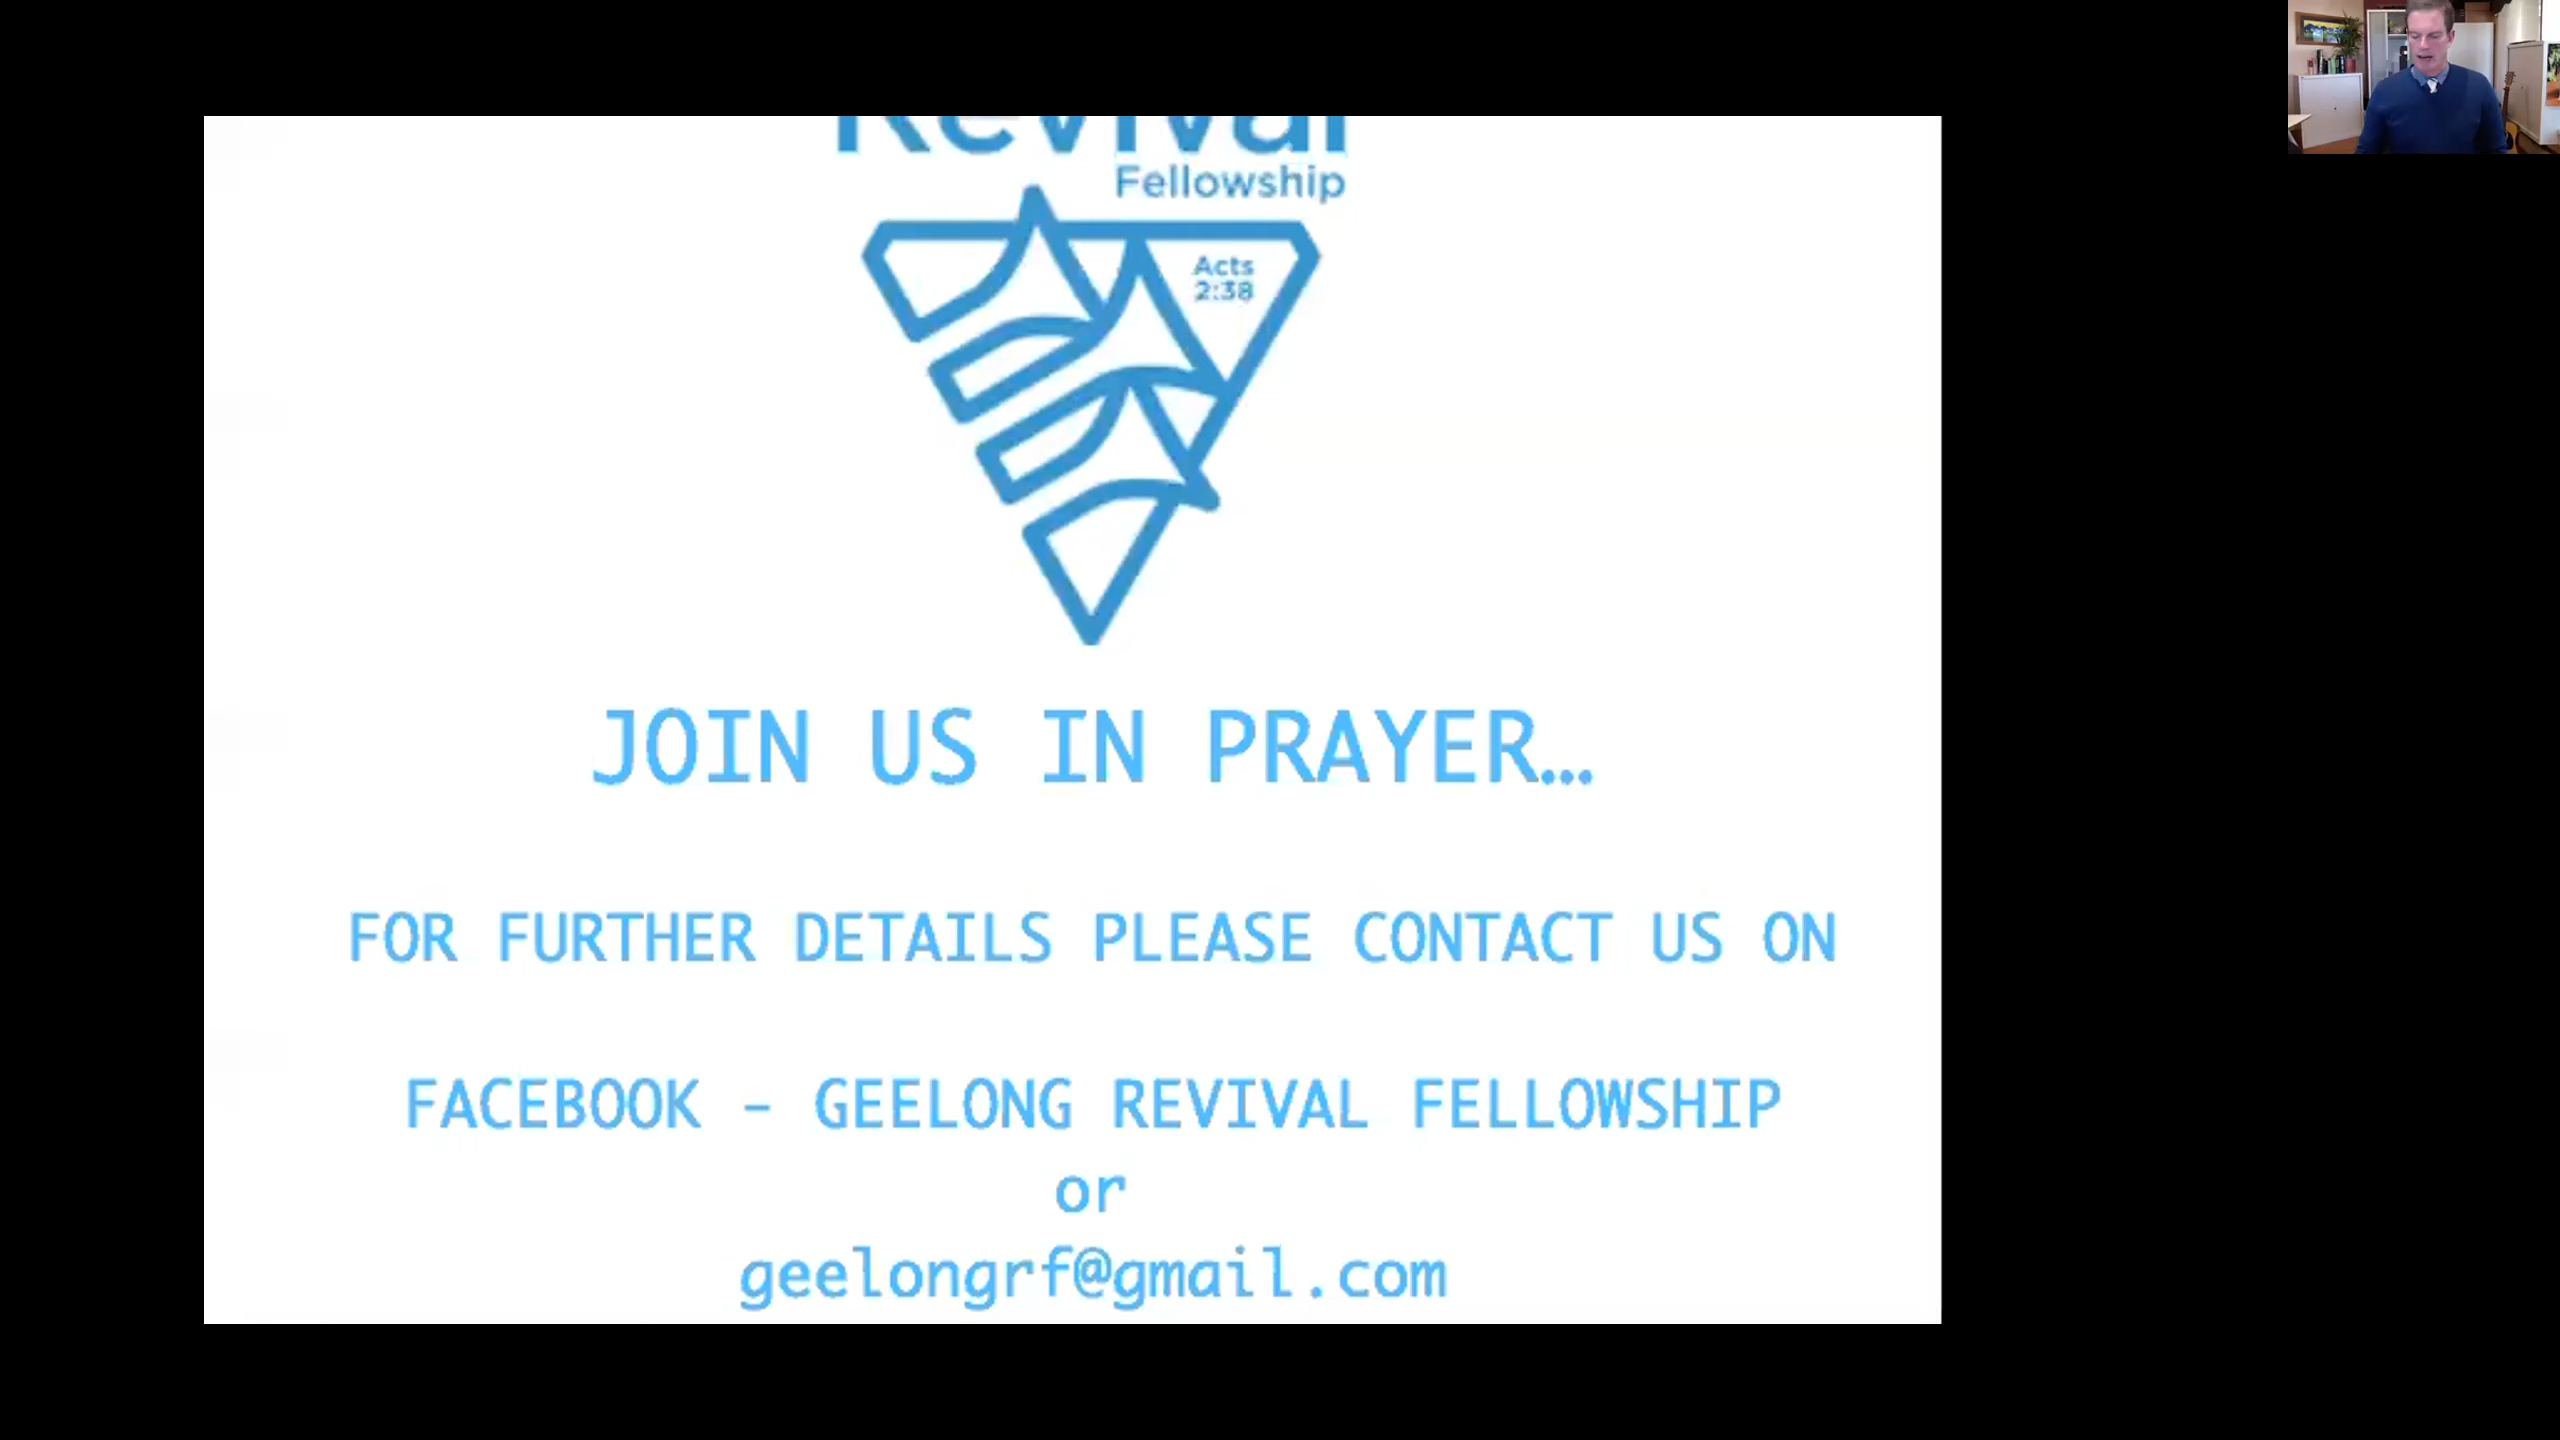 Revival
Fellowship
Acts
2:38
JOIN US IN PRAYER…
FOR FURTHER DETAILS PLEASE CONTACT US ON
FACEBOOK – GEELONG REVIVAL FELLOWSHIP
or
geelongrf@gmail.com